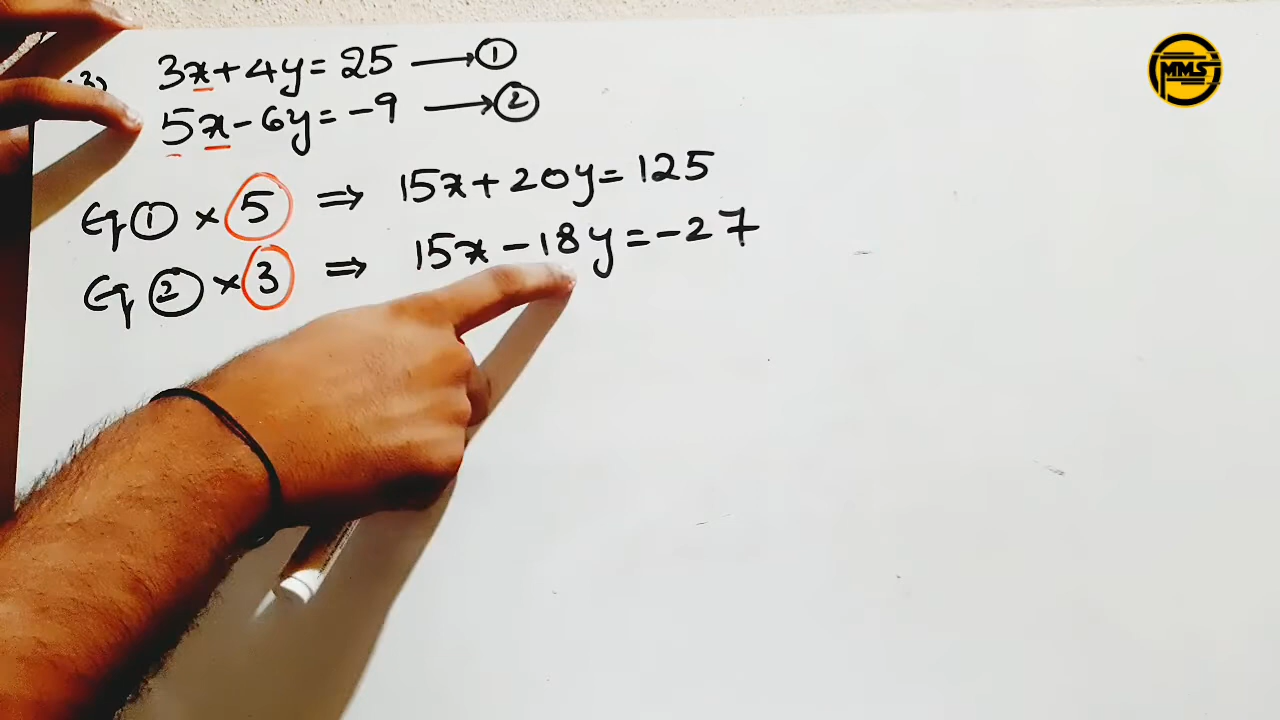 3) 3x+4y=25 → ①
5x-6y=-9 → ②
Eq ① × 5 ⇒ 15x+20y=125
Eq ② × 3 ⇒ 15x-18y=-27
MMS